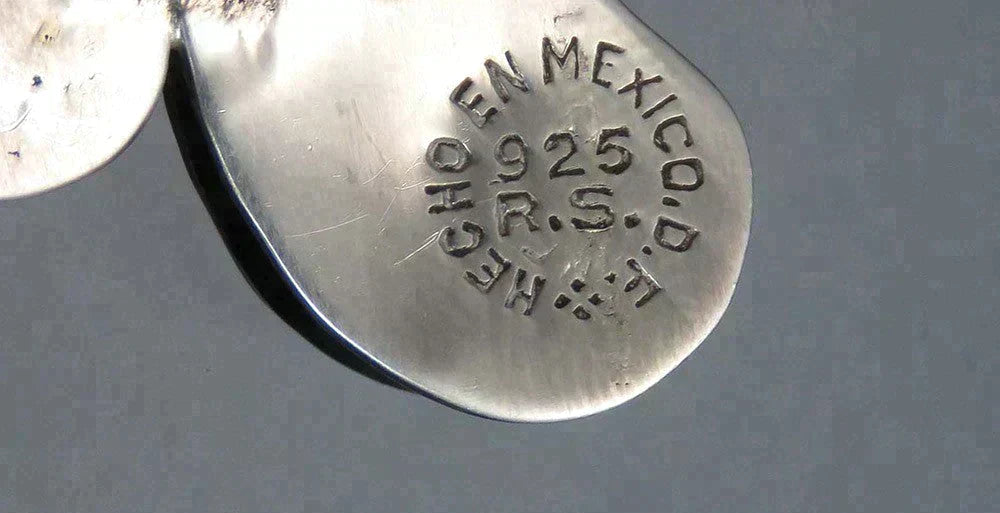 HECHO EN MEXICO, D.F.
925
R.S.